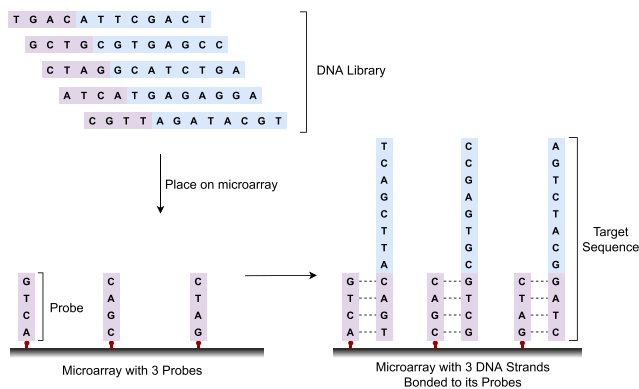 T G A C A T T C G A C T
G C T G C G T G A G C C
C T A G G C A T C T G A
A T C A T G A G A G G A
C G T T A G A T A C G T
DNA Library
Place on microarray
G T C A
Probe
C A G C
C T A G
Microarray with 3 Probes
G T C A
T C A G C T T A C A G T
C A G C
C C G A G T G C G T C G
C T A G
A G T C T A C G G A T C
Target
Sequence
Microarray with 3 DNA Strands
Bonded to its Probes